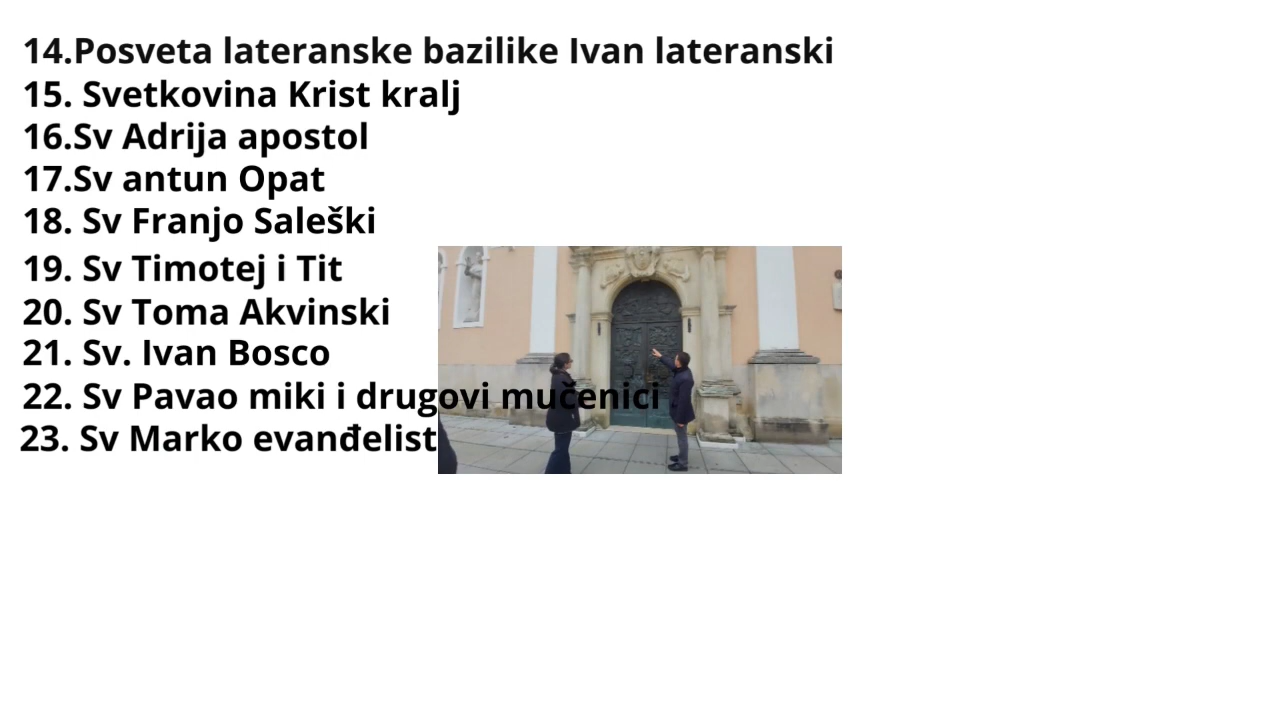 14.Posveta lateranske bazilike Ivan lateranski
15. Svetkovina Krist kralj
16.Sv Adrija apostol
17.Sv antun Opat
18. Sv Franjo Saleški
19. Sv Timotej i Tit
20. Sv Toma Akvinski
21. Sv. Ivan Bosco
22. Sv Pavao miki i drugovi mučenici
23. Sv Marko evanđelist